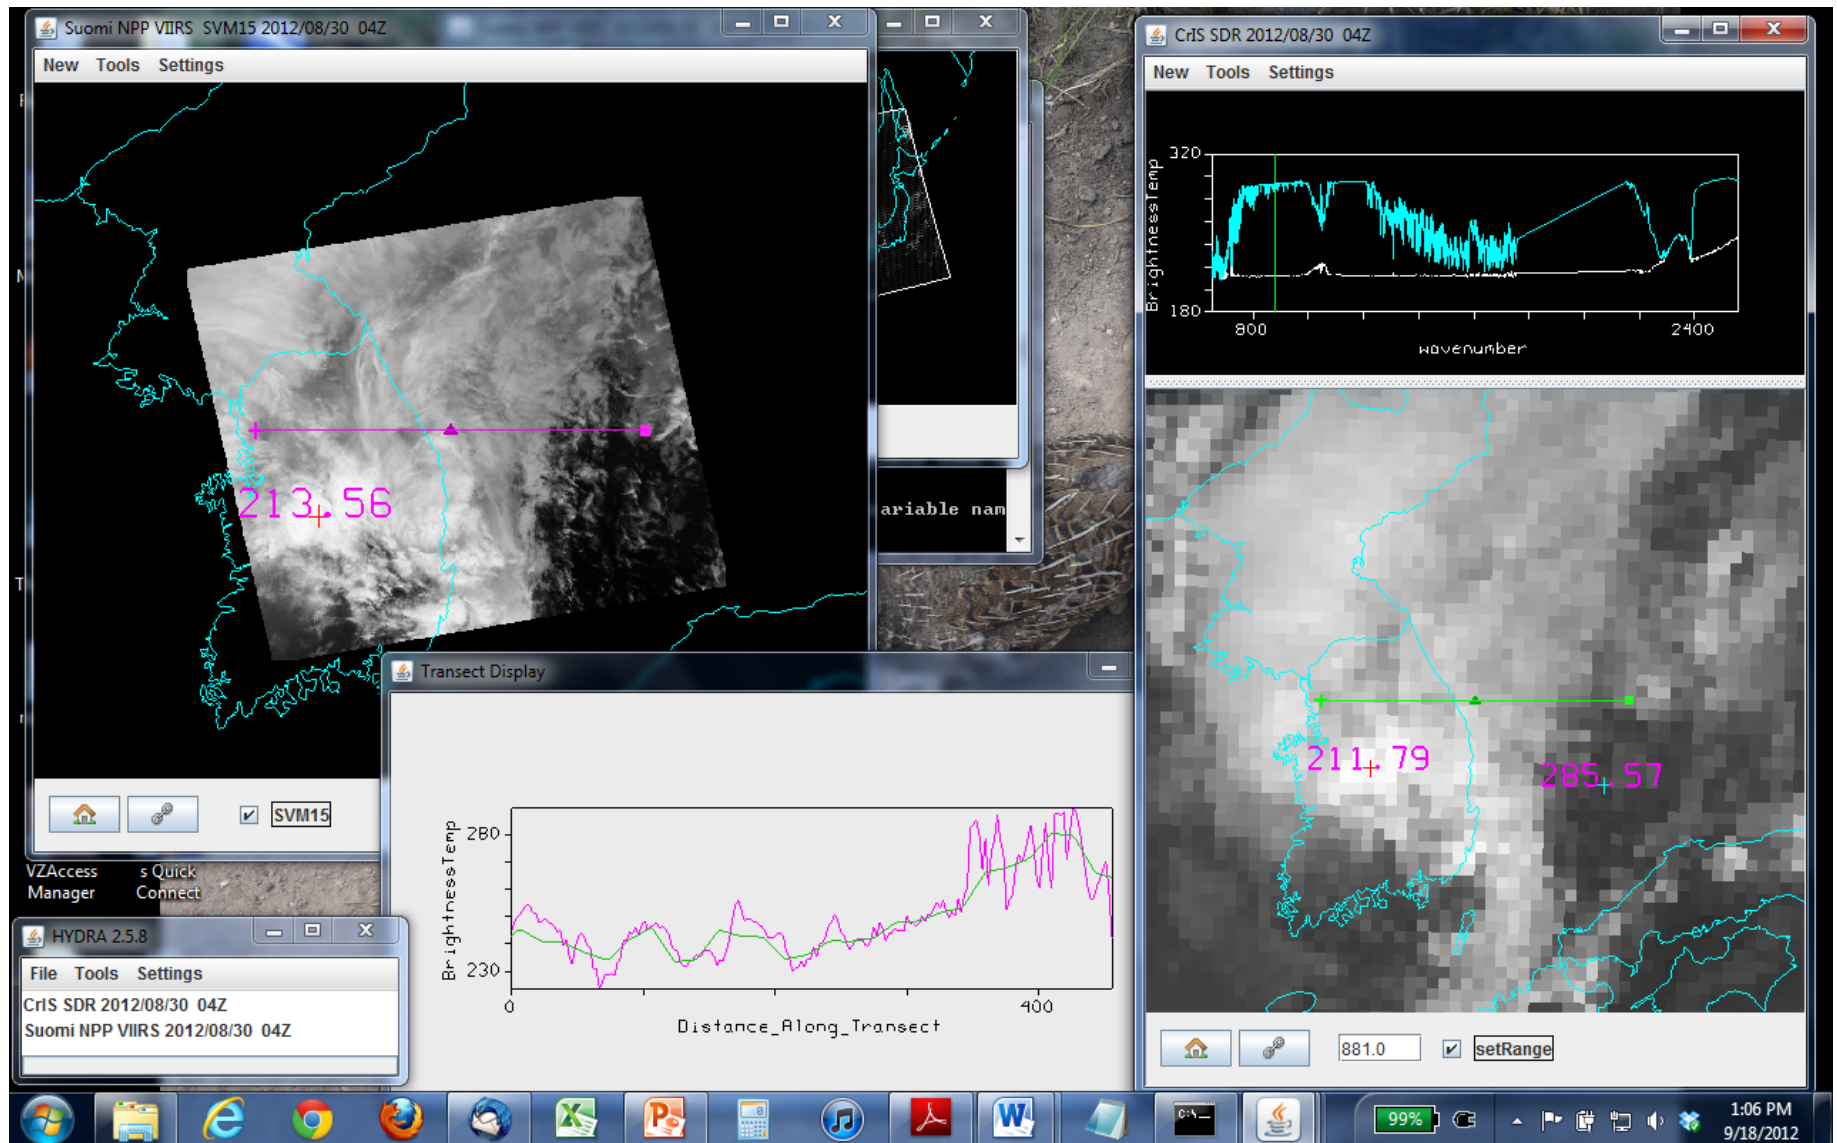 Suomi NPP VIIRS SVM15 2012/08/30 04Z
New Tools Settings
213.56
SVM15
ariable nam
CrIS SDR 2012/08/30 04Z
New Tools Settings
320
BrightnessTemp
180
800
2400
wavenumber
211.79
285.57
881.0
setRange
Transect Display
280
BrightnessTemp
230
0
400
Distance_Along_Transect
VZAccess
Manager
s Quick
Connect
HYDRA 2.5.8
File Tools Settings
CrIS SDR 2012/08/30 04Z
Suomi NPP VIIRS 2012/08/30 04Z
C:\
99%
1:06 PM
9/18/2012